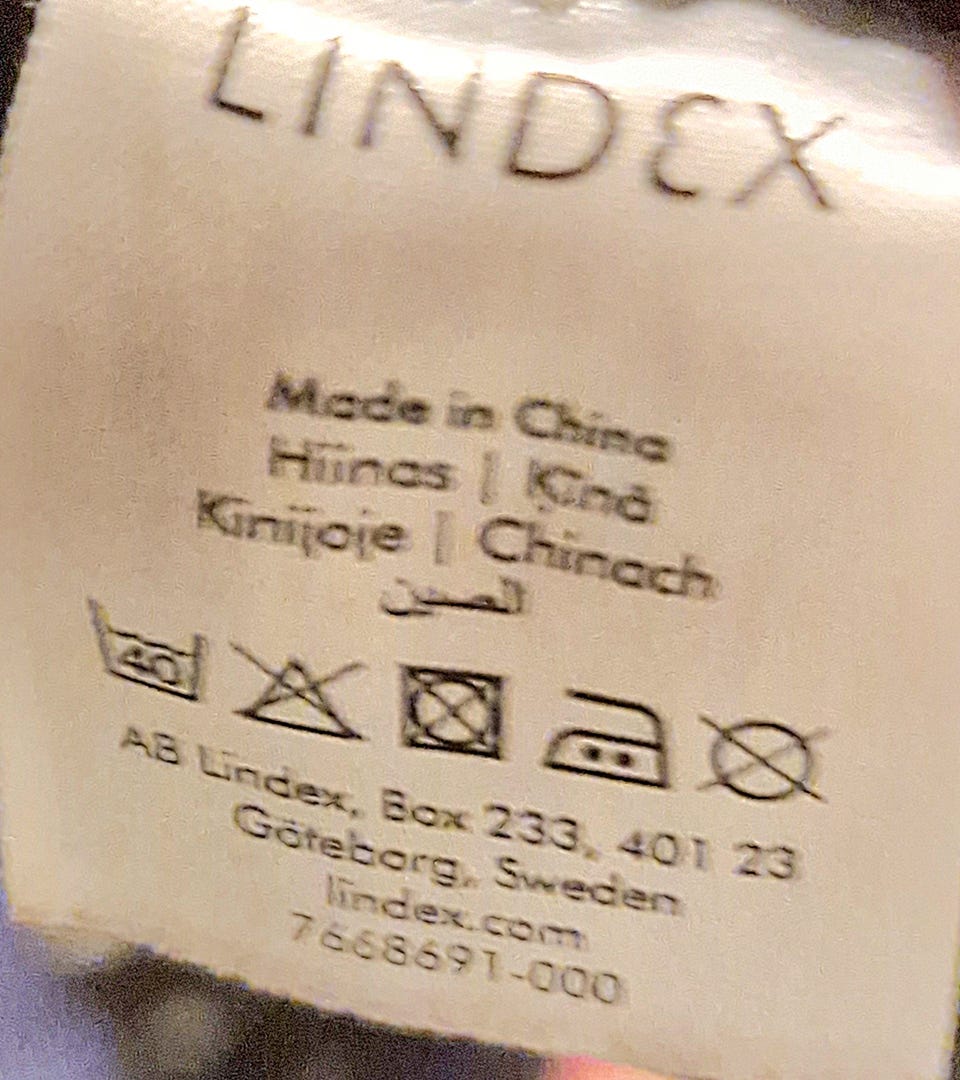 LINDEX
Made in China
Hiinas | Ķīnā
Kinijoje | Chinach
الصين
40
AB Lindex, Box 233, 401 23
Göteborg, Sweden
lindex.com
7668691-000